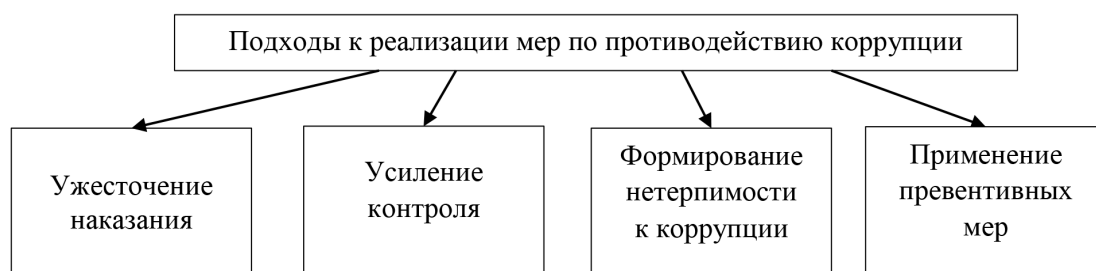 Подходы к реализации мер по противодействию коррупции
Ужесточение
наказания
Усиление
контроля
Формирование
нетерпимости
к коррупции
Применение
превентивных
мер